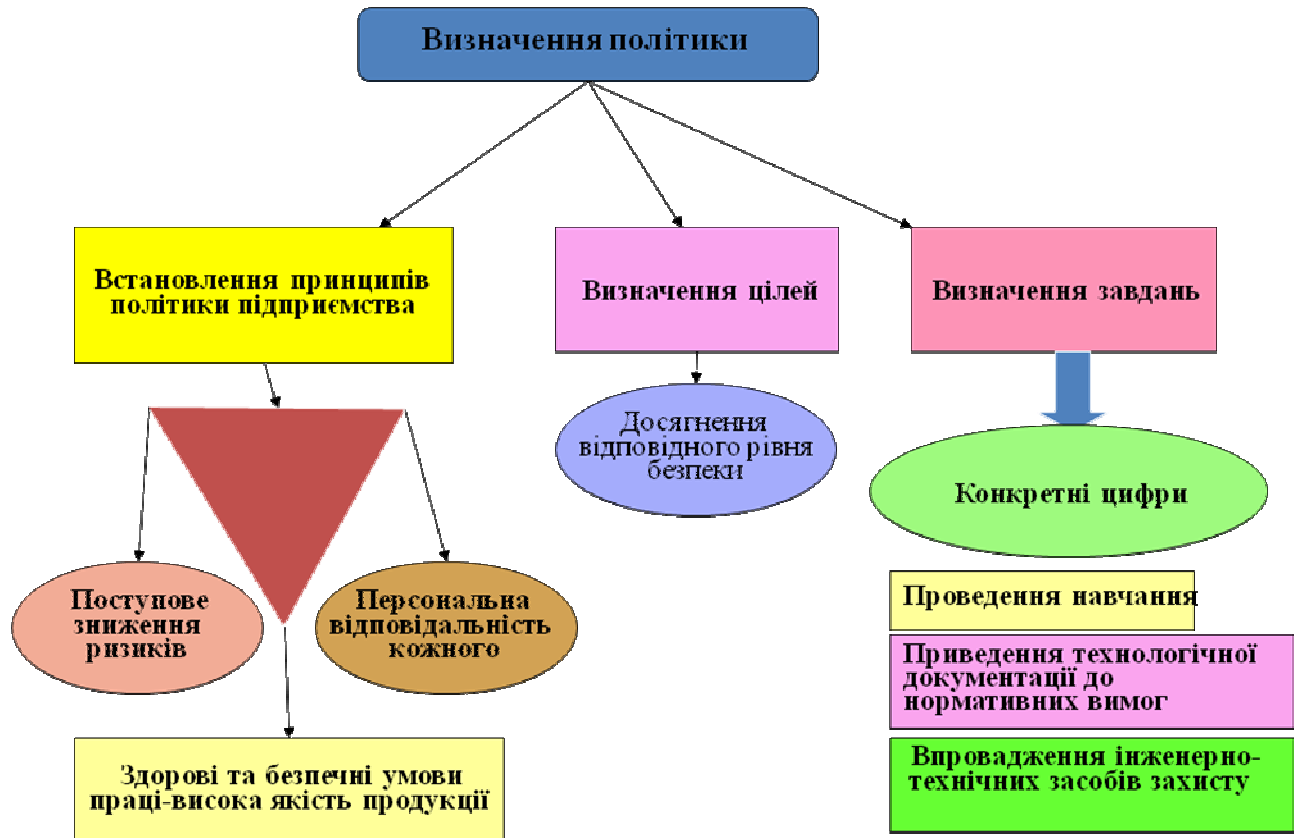 Визначення політики
Встановлення принципів
політики підприємства
Визначення цілей
Визначення завдань
Досягнення
відповідного рівня
безпеки
Конкретні цифри
Поступове
зниження
ризиків
Персональна
відповідальність
кожного
Проведення навчання
Приведення технологічної
документації до
нормативних вимог
Здорові та безпечні умови
праці-висока якість продукції
Впровадження інженерно-
технічних засобів захисту